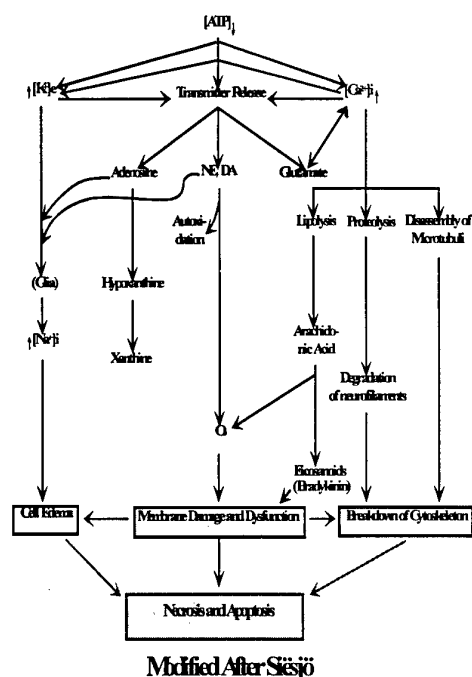 [ATP]↓
↑[K⁺]e
Transmitter Release
[Ca²⁺]i↑
Adenosine
NE, DA
Glutamate
Autoxi-
dation
Lipolysis
Proteolysis
Disassembly of
Microtubuli
(Glia)
Hypoxanthine
↑[Na⁺]i
Xanthine
Arachido-
nic Acid
Degradation
of neurofilaments
Eicosanoids
(Bradykinin)
Cell Edema
Membrane Damage and Dysfunction
Breakdown of Cytoskeleton
Necrosis and Apoptosis
Modified After Siësjö